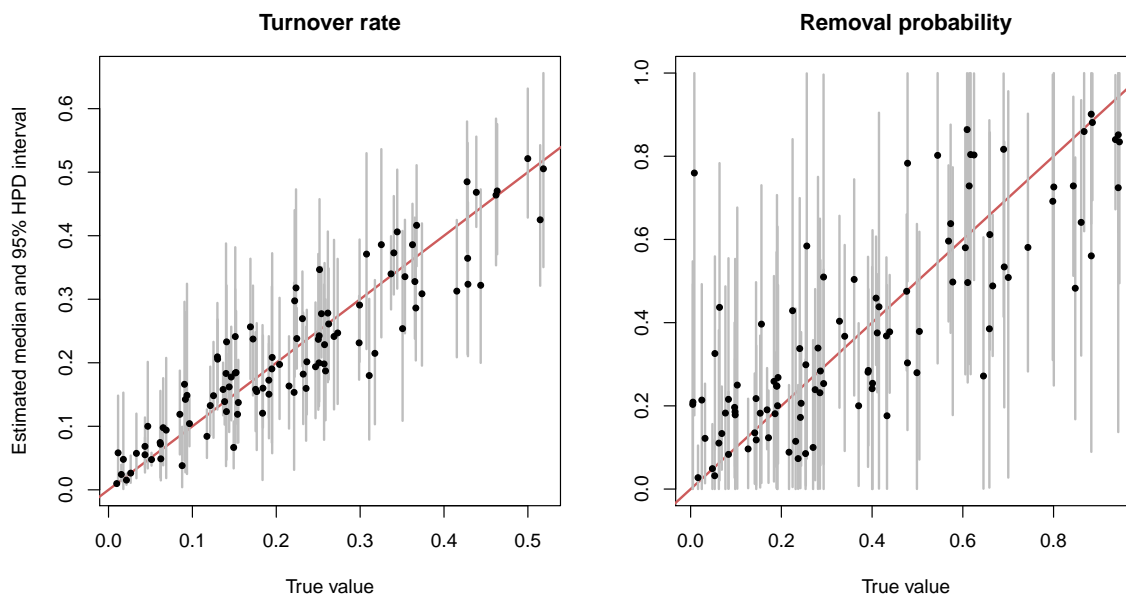 Turnover rate
Removal probability
Estimated median and 95% HPD interval
0.6
0.5
0.4
0.3
0.2
0.1
0.0
0.0 0.1 0.2 0.3 0.4 0.5
True value
1.0
0.8
0.6
0.4
0.2
0.0
0.0 0.2 0.4 0.6 0.8
True value